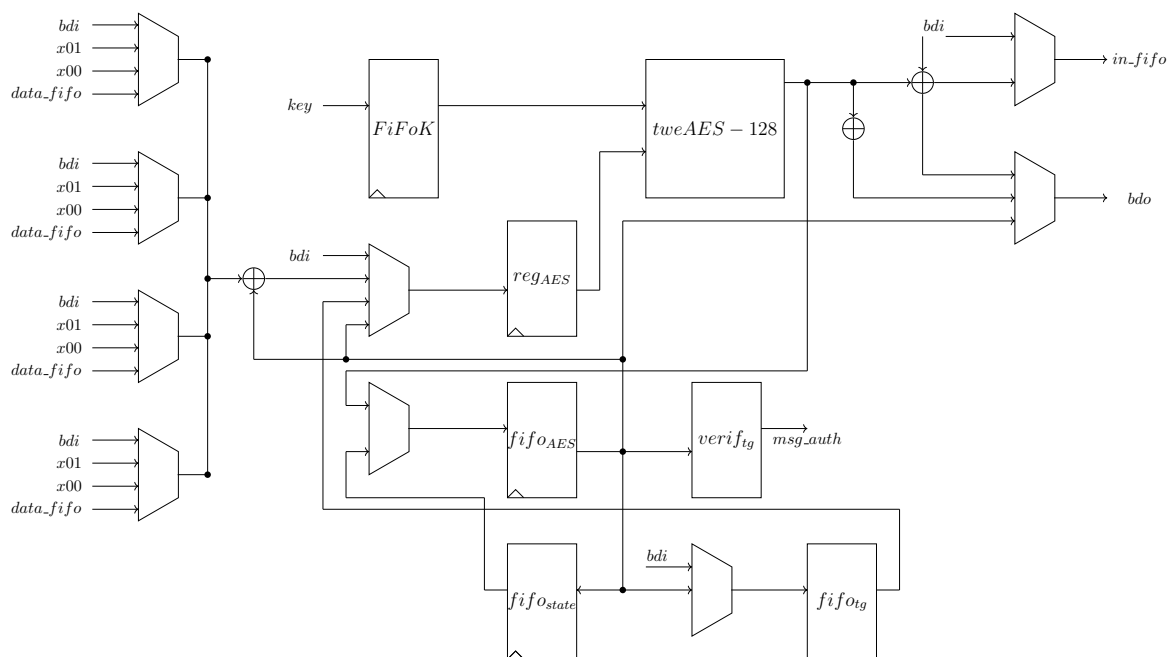 bdi
x01
x00
data_fifo
bdi
x01
x00
data_fifo
bdi
x01
x00
data_fifo
bdi
x01
x00
data_fifo
key
FiFoK
tweAES − 128
bdi
in_fifo
bdo
bdi
reg_AES
fifo_AES
verif_tg
msg_auth
fifo_state
bdi
fifo_tg